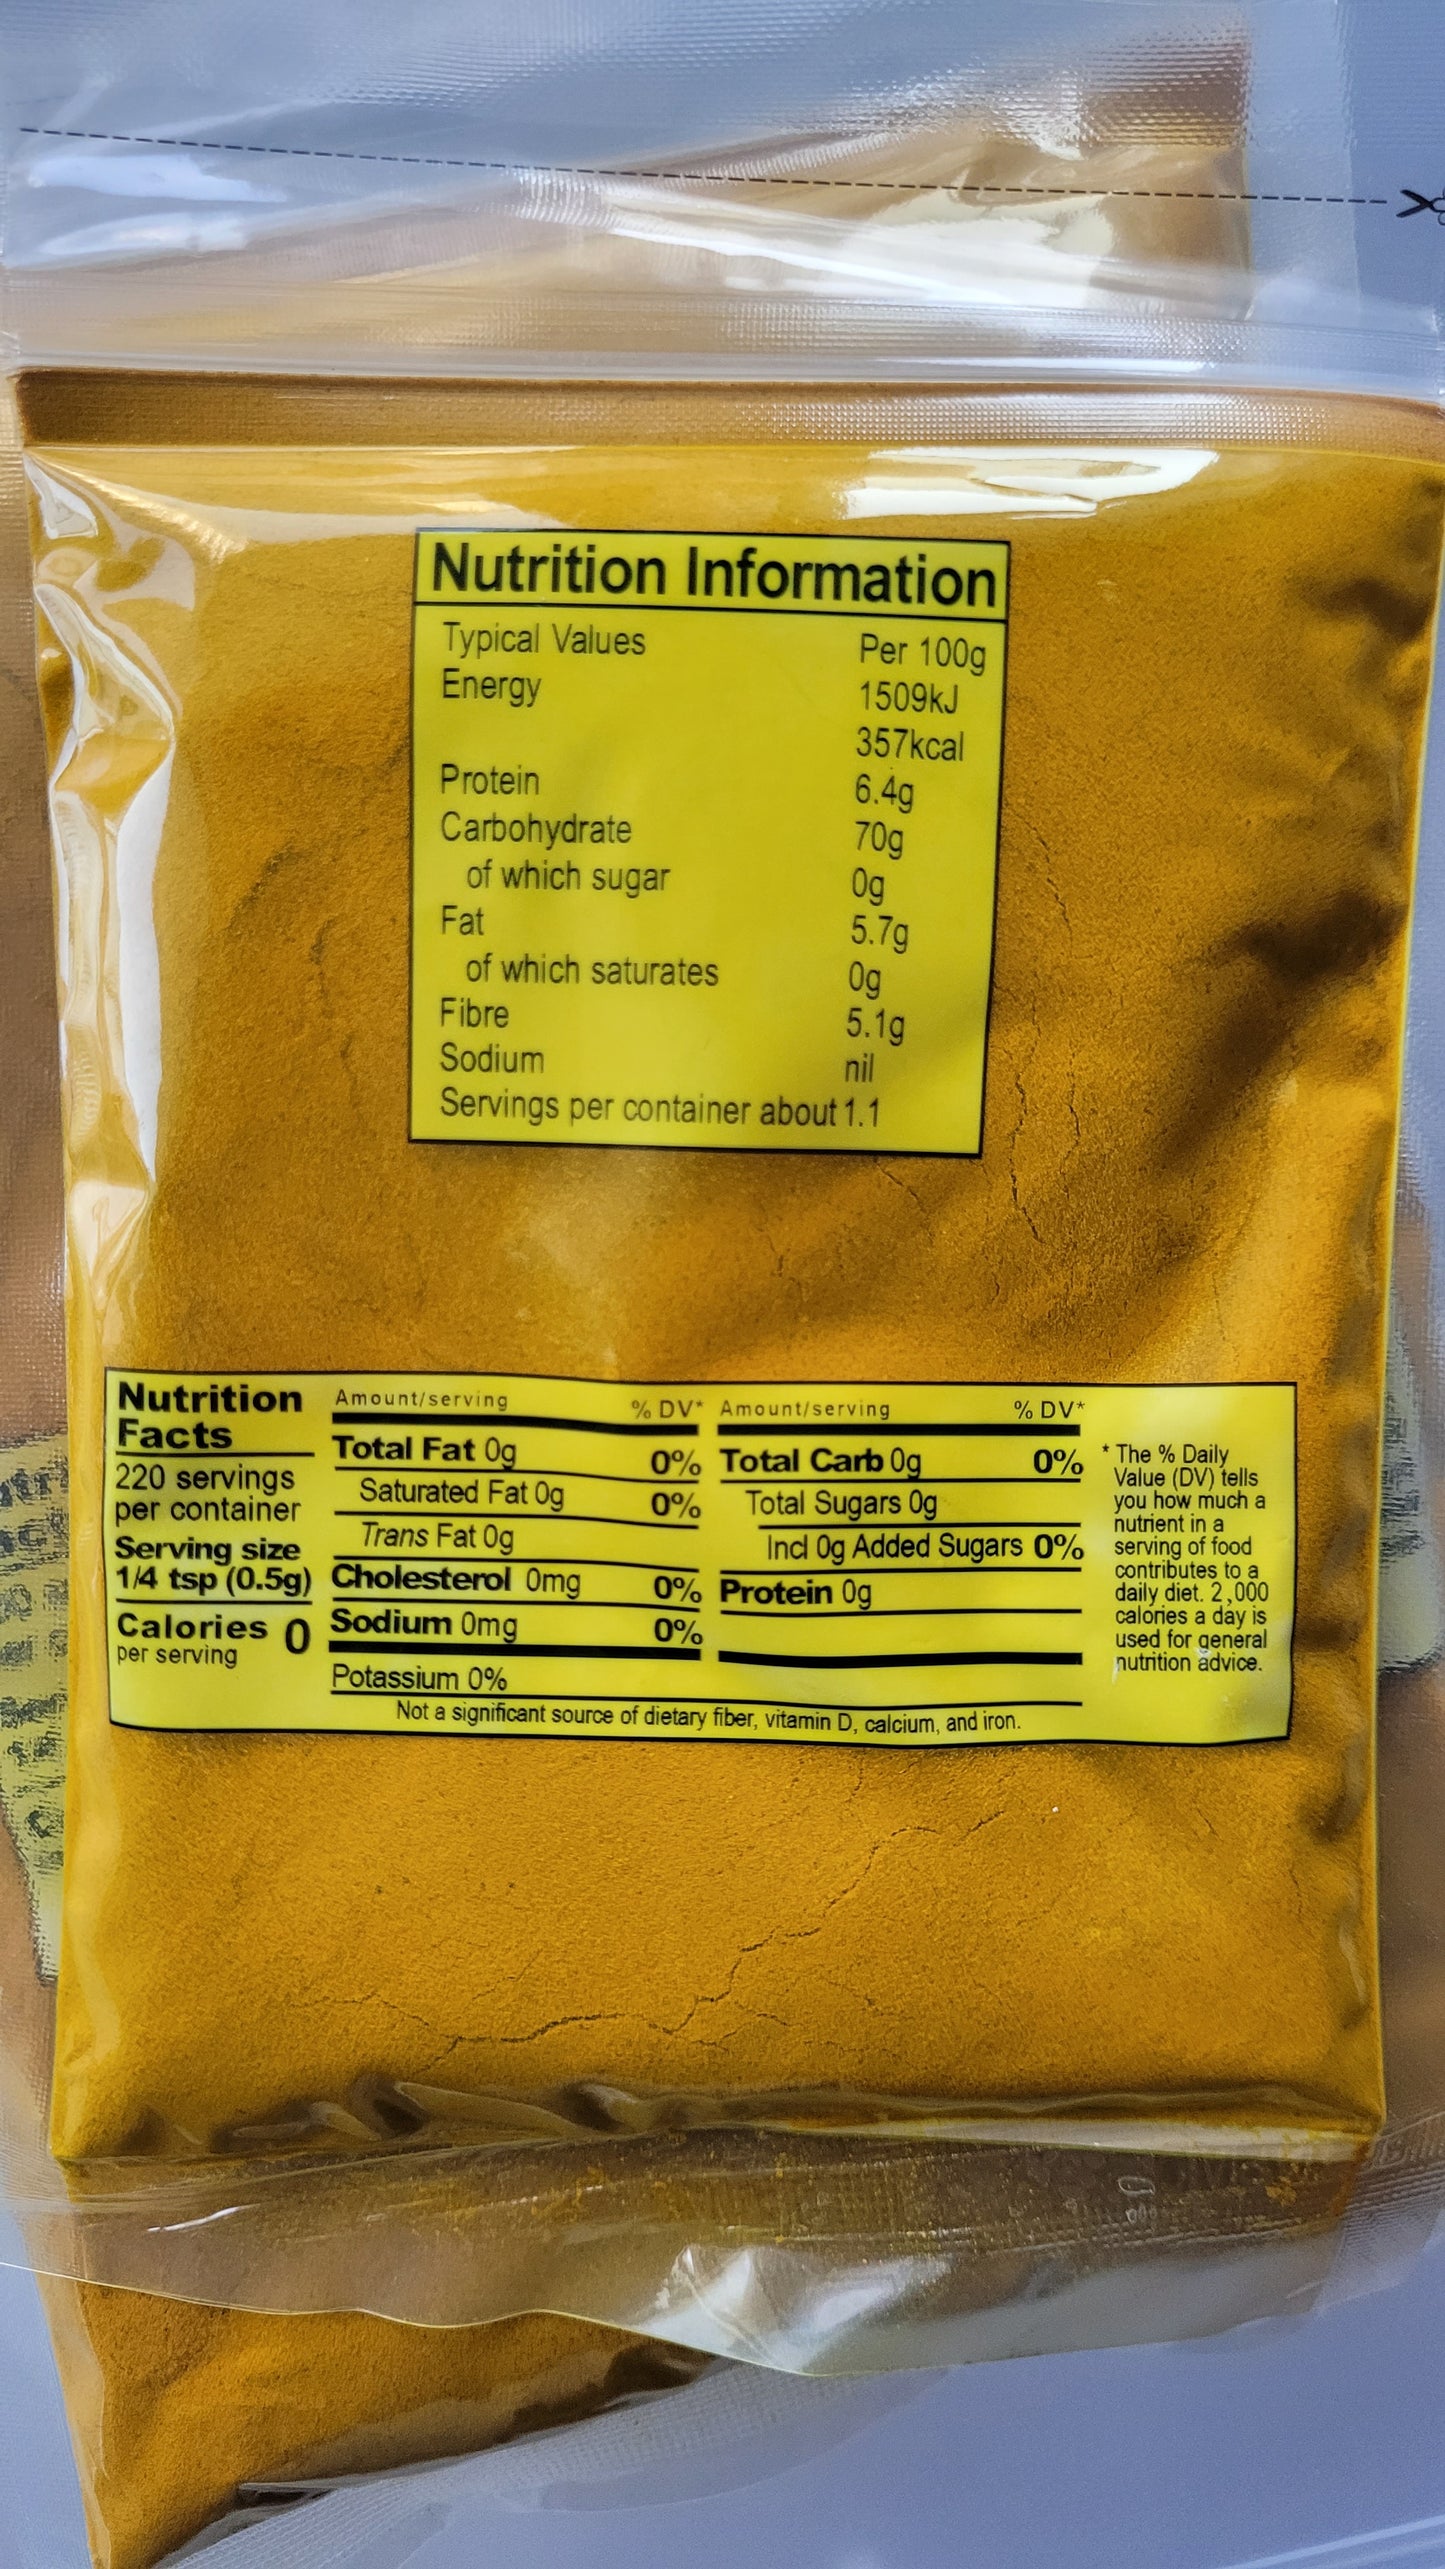 Nutrition Information
Typical Values Per 100g
Energy 1509kJ
357kcal
Protein 6.4g
Carbohydrate 70g
of which sugar 0g
Fat 5.7g
of which saturates 0g
Fibre 5.1g
Sodium nil
Servings per container about 1.1
Nutrition
Facts
220 servings
per container
Serving size
1/4 tsp (0.5g)
Calories 0
per serving
Amount/serving % DV*
Total Fat 0g 0%
Saturated Fat 0g 0%
Trans Fat 0g
Cholesterol 0mg 0%
Sodium 0mg 0%
Potassium 0%
Amount/serving % DV*
Total Carb 0g 0%
Total Sugars 0g
Incl 0g Added Sugars 0%
Protein 0g
Not a significant source of dietary fiber, vitamin D, calcium, and iron.
* The % Daily
Value (DV) tells
you how much a
nutrient in a
serving of food
contributes to a
daily diet. 2,000
calories a day is
used for general
nutrition advice.